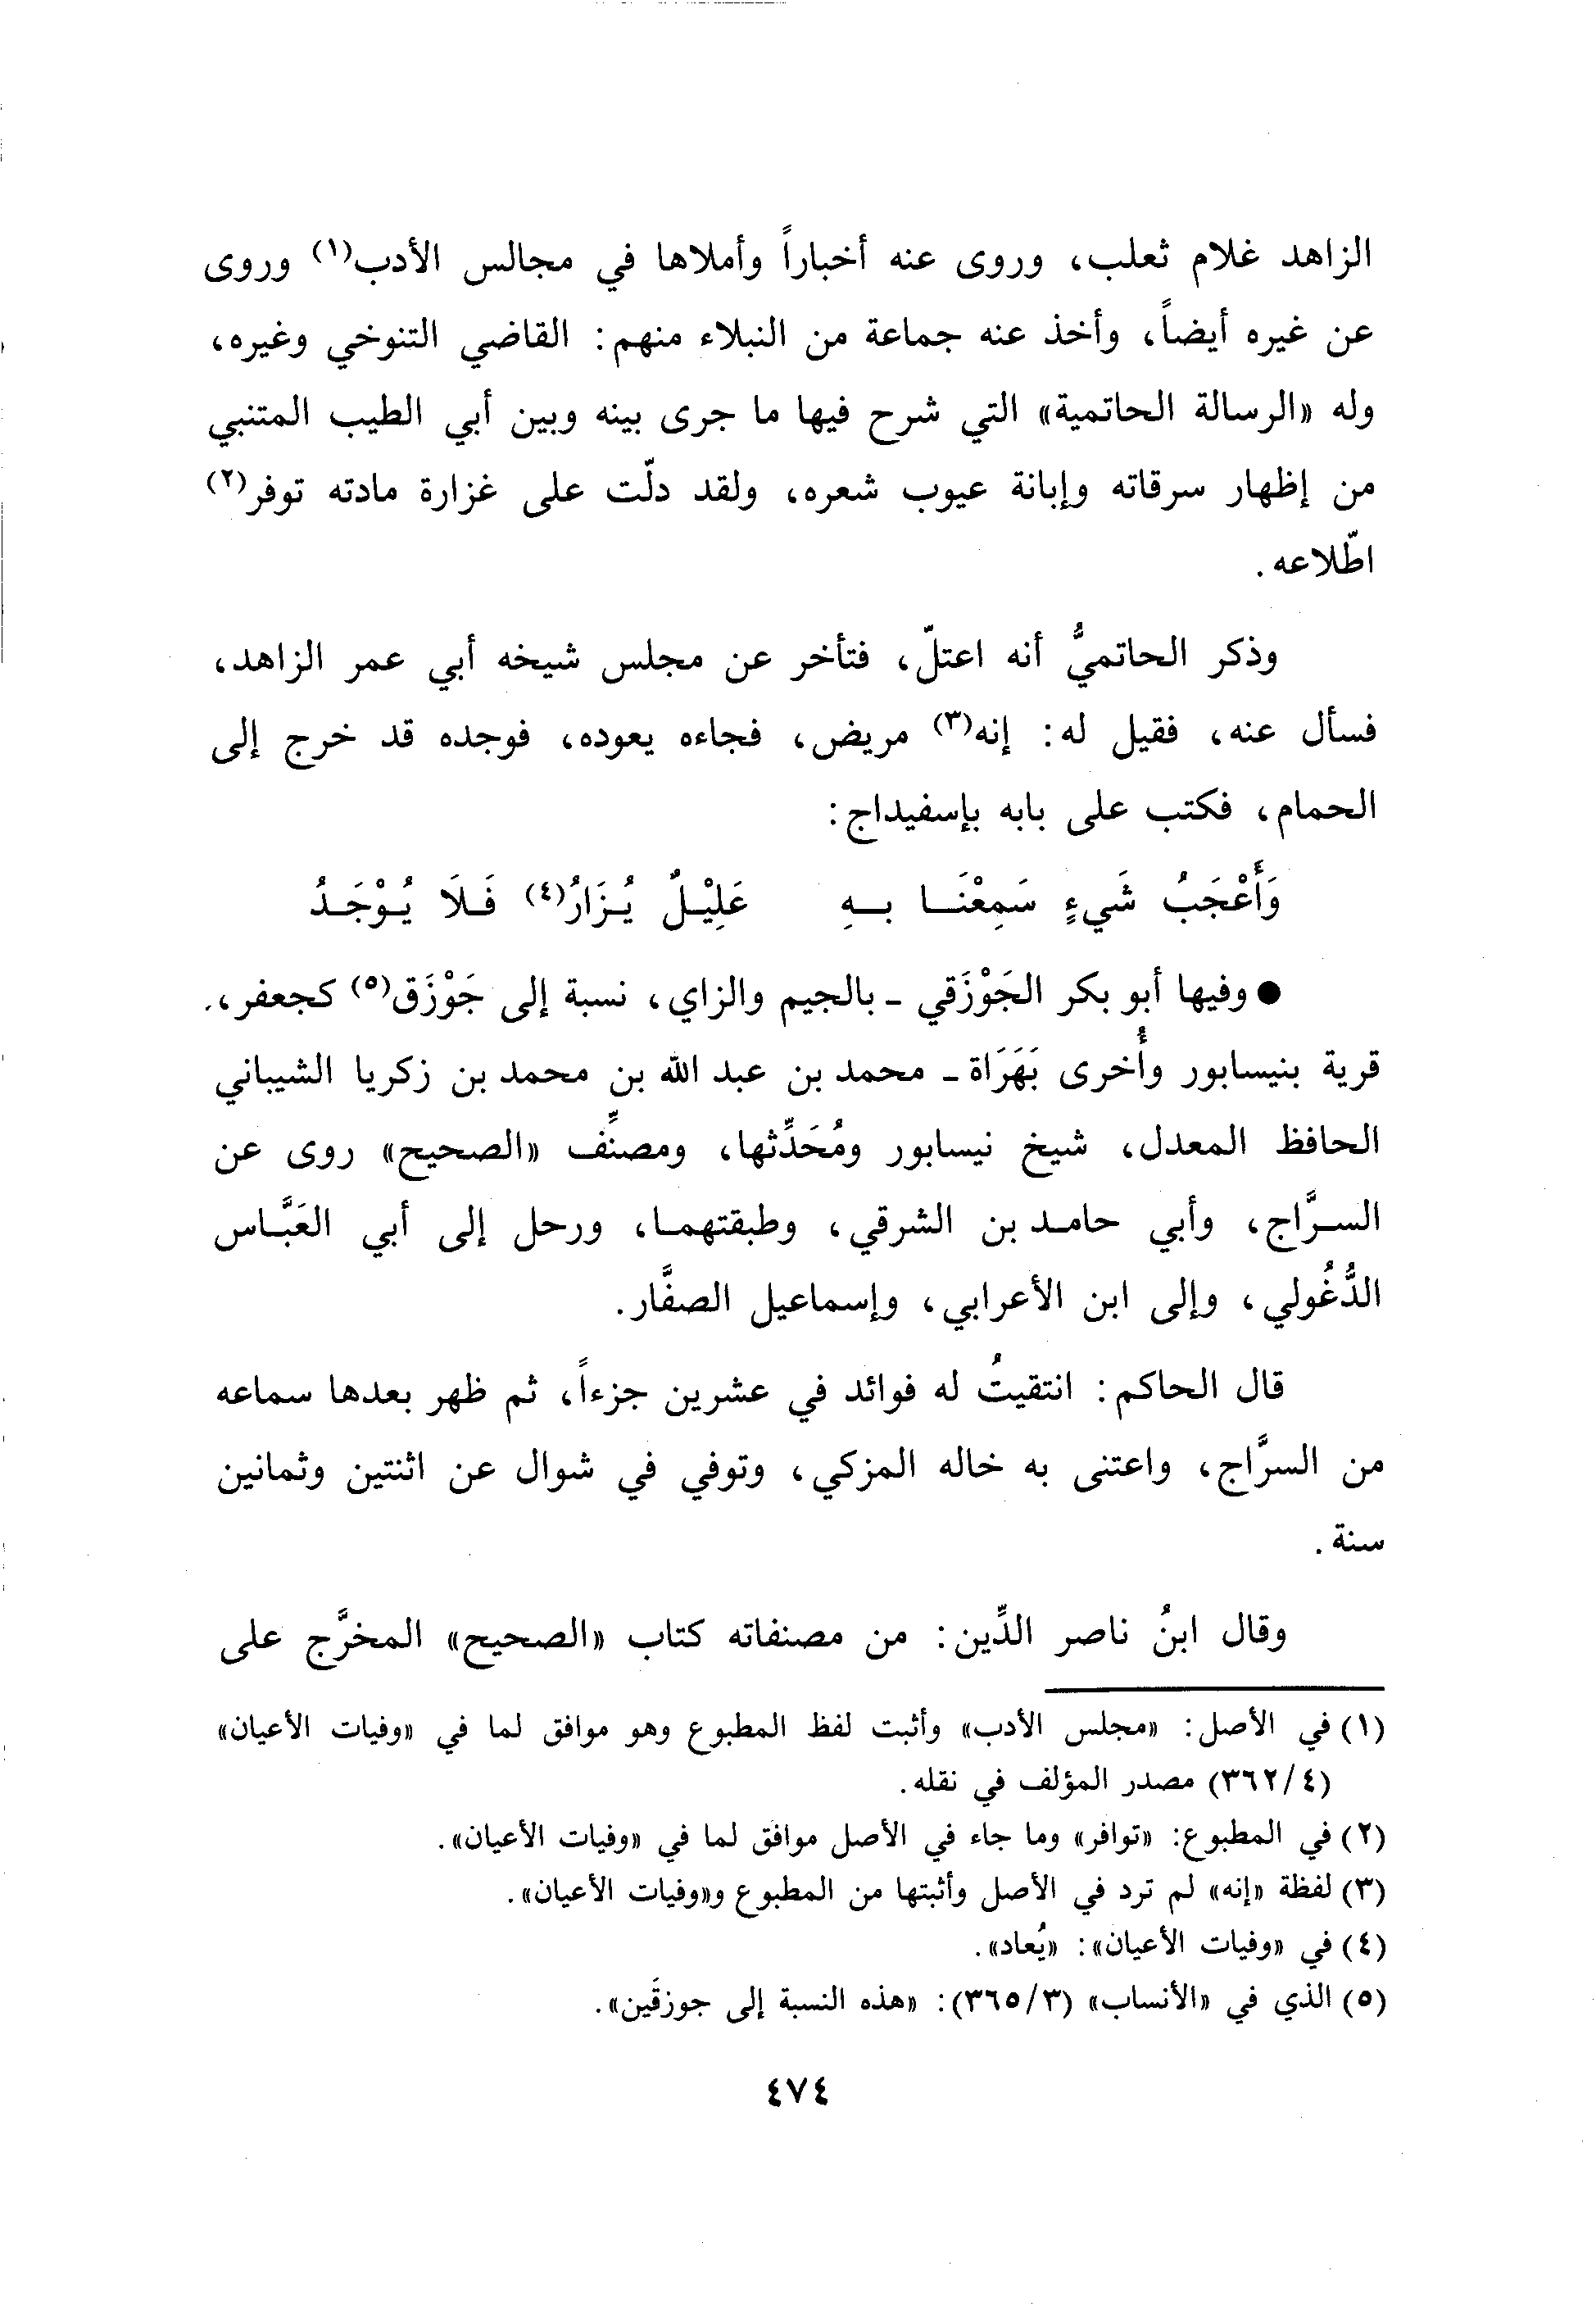 الزاهد غلام ثعلب، وروى عنه أخباراً وأملاها في مجالس الأدب(١) وروى
عن غيره أيضاً، وأخذ عنه جماعة من النبلاء منهم: القاضي التنوخي وغيره،
وله «الرسالة الحاتمية» التي شرح فيها ما جرى بينه وبين أبي الطيب المتنبي
من إظهار سرقاته وإبانة عيوب شعره، ولقد دلّت على غزارة مادته توفر(٢)
اطّلاعه.
وذكر الحاتميُّ أنه اعتلّ، فتأخر عن مجلس شيخه أبي عمر الزاهد،
فسأل عنه، فقيل له: إنه(٣) مريض، فجاءه يعوده، فوجده قد خرج إلى
الحمام، فكتب على بابه بإسفيداج:
وَأَعْجَبُ شَيءٍ سَمِعْنَا بهِ عَلِيْلٌ يُزَارُ(٤) فَلاَ يُوْجَدُ
● وفيها أبو بكر الجَوْزَقي ـ بالجيم والزاي، نسبة إلى جَوْزَق(٥) كجعفر،
قرية بنيسابور وأُخرى بَهَرَاة ـ محمد بن عبد الله بن محمد بن زكريا الشيباني
الحافظ المعدل، شيخ نيسابور ومُحَدِّثها، ومصنِّف «الصحيح» روى عن
السرَّاج، وأبي حامد بن الشرقي، وطبقتهما، ورحل إلى أبي العَبَّاس
الدُّغُولي، وإلى ابن الأعرابي، وإسماعيل الصفَّار.
قال الحاكم: انتقيتُ له فوائد في عشرين جزءاً، ثم ظهر بعدها سماعه
من السرَّاج، واعتنى به خاله المزكي، وتوفي في شوال عن اثنتين وثمانين
سنة.
وقال ابنُ ناصر الدِّين: من مصنفاته كتاب «الصحيح» المخرَّج على
(١) في الأصل: «مجلس الأدب» وأثبت لفظ المطبوع وهو موافق لما في «وفيات الأعيان»
(٤/٣٦٢) مصدر المؤلف في نقله.
(٢) في المطبوع: «توافر» وما جاء في الأصل موافق لما في «وفيات الأعيان».
(٣) لفظة «إنه» لم ترد في الأصل وأثبتها من المطبوع و«وفيات الأعيان».
(٤) في «وفيات الأعيان»: «يُعاد».
(٥) الذي في «الأنساب» (٣/٣٦٥): «هذه النسبة إلى جوزقَين».
٤٧٤